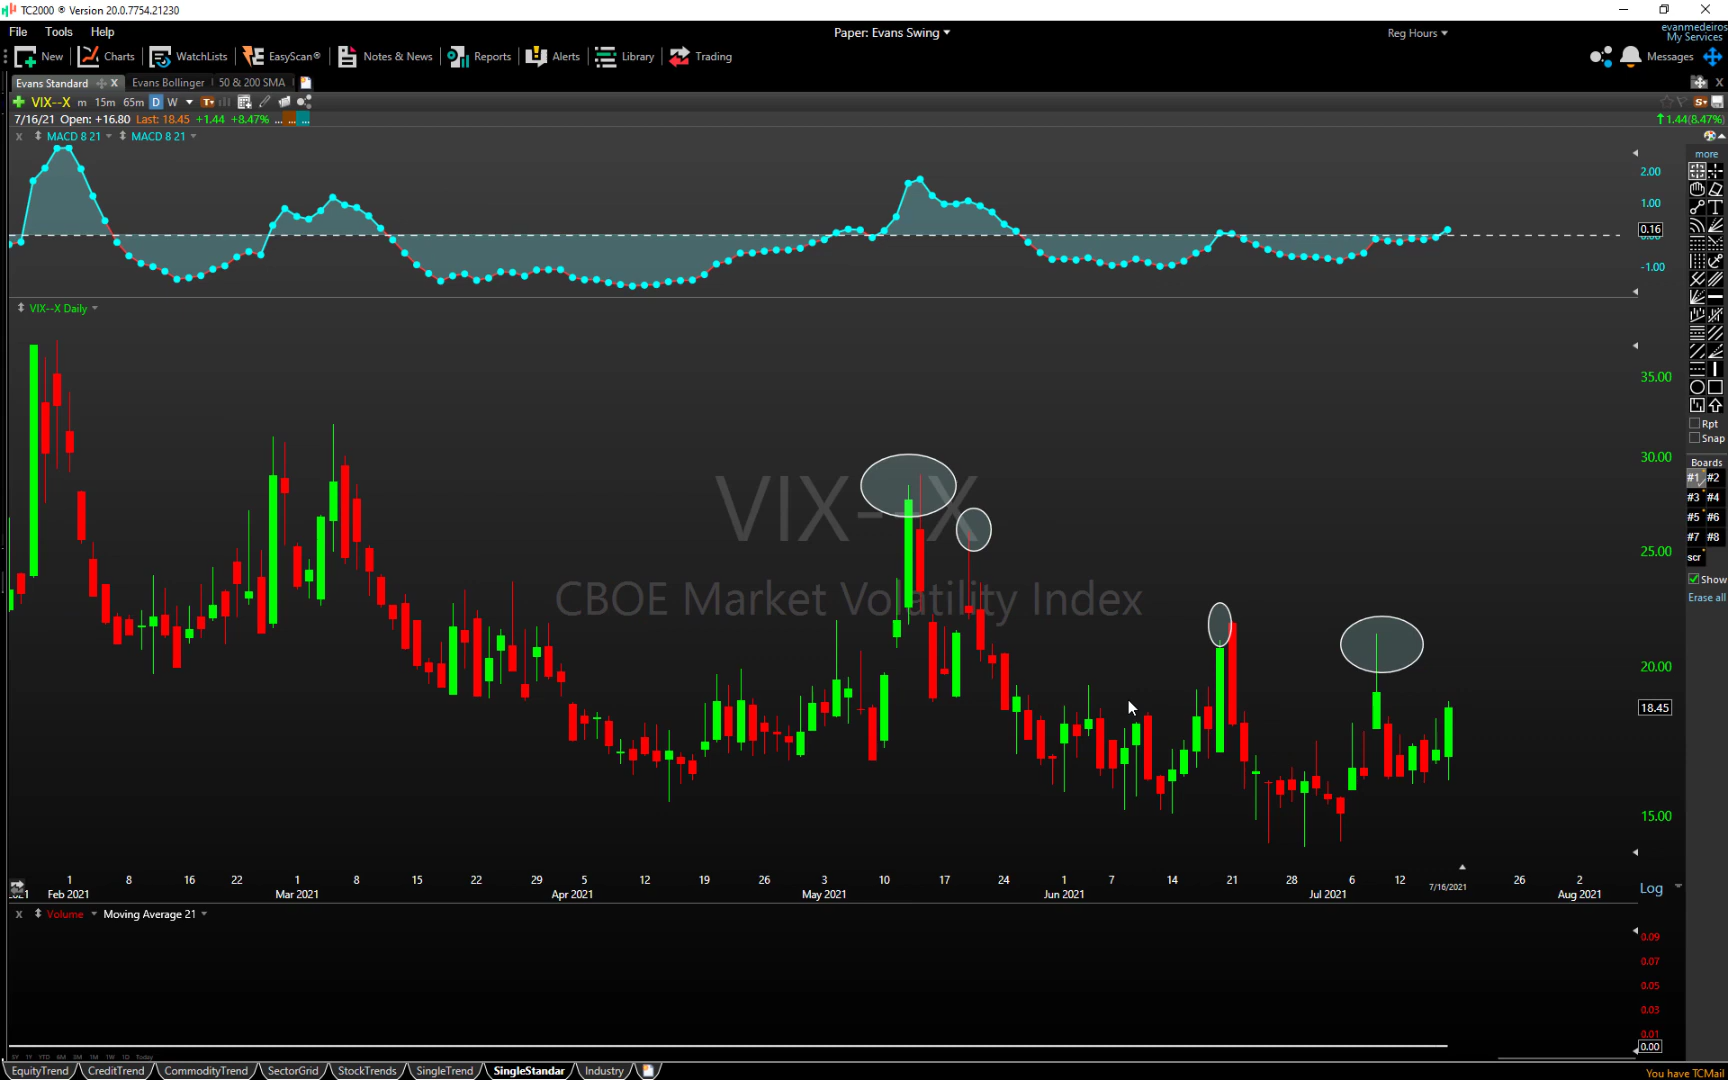 TC2000 ® Version 20.0.7754.21230
File Tools Help
Paper: Evans Swing
Reg Hours
evanmedeiros
My Services
New Charts WatchLists EasyScan® Notes & News Reports Alerts Library Trading
Messages
Evans Standard X Evans Bollinger 50 & 200 SMA
VIX--X m 15m 65m D W
7/16/21 Open: +16.80 Last: 18.45 +1.44 +8.47% ... ... ...
1.44(8.47%)
X MACD 8 21 MACD 8 21
more
2.00
1.00
0.16
-1.00
VIX--X Daily
35.00
30.00
25.00
20.00
18.45
15.00
VIX--X
CBOE Market Volatility Index
Rpt
Snap
Boards
#1 #2
#3 #4
#5 #6
#7 #8
scr
Show
Erase all
1 8 16 22 1 8 15 22 29 5 12 19 26 3 10 17 24 1 7 14 21 28 6 12 7/16/2021 26 2
Feb 2021 Mar 2021 Apr 2021 May 2021 Jun 2021 Jul 2021 Aug 2021
Log
X Volume Moving Average 21
0.09
0.07
0.05
0.03
0.01
0.00
EquityTrend CreditTrend CommodityTrend SectorGrid StockTrends SingleTrend SingleStandar Industry
You have TCMail